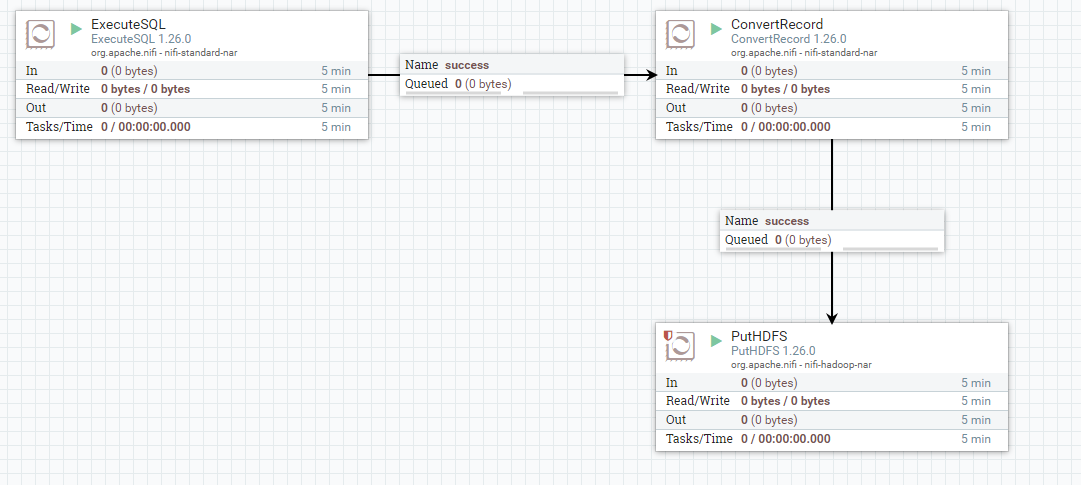 ExecuteSQL
ExecuteSQL 1.26.0
org.apache.nifi - nifi-standard-nar
In 0 (0 bytes) 5 min
Read/Write 0 bytes / 0 bytes 5 min
Out 0 (0 bytes) 5 min
Tasks/Time 0 / 00:00:00.000 5 min
Name success
Queued 0 (0 bytes)
ConvertRecord
ConvertRecord 1.26.0
org.apache.nifi - nifi-standard-nar
In 0 (0 bytes) 5 min
Read/Write 0 bytes / 0 bytes 5 min
Out 0 (0 bytes) 5 min
Tasks/Time 0 / 00:00:00.000 5 min
Name success
Queued 0 (0 bytes)
PutHDFS
PutHDFS 1.26.0
org.apache.nifi - nifi-hadoop-nar
In 0 (0 bytes) 5 min
Read/Write 0 bytes / 0 bytes 5 min
Out 0 (0 bytes) 5 min
Tasks/Time 0 / 00:00:00.000 5 min